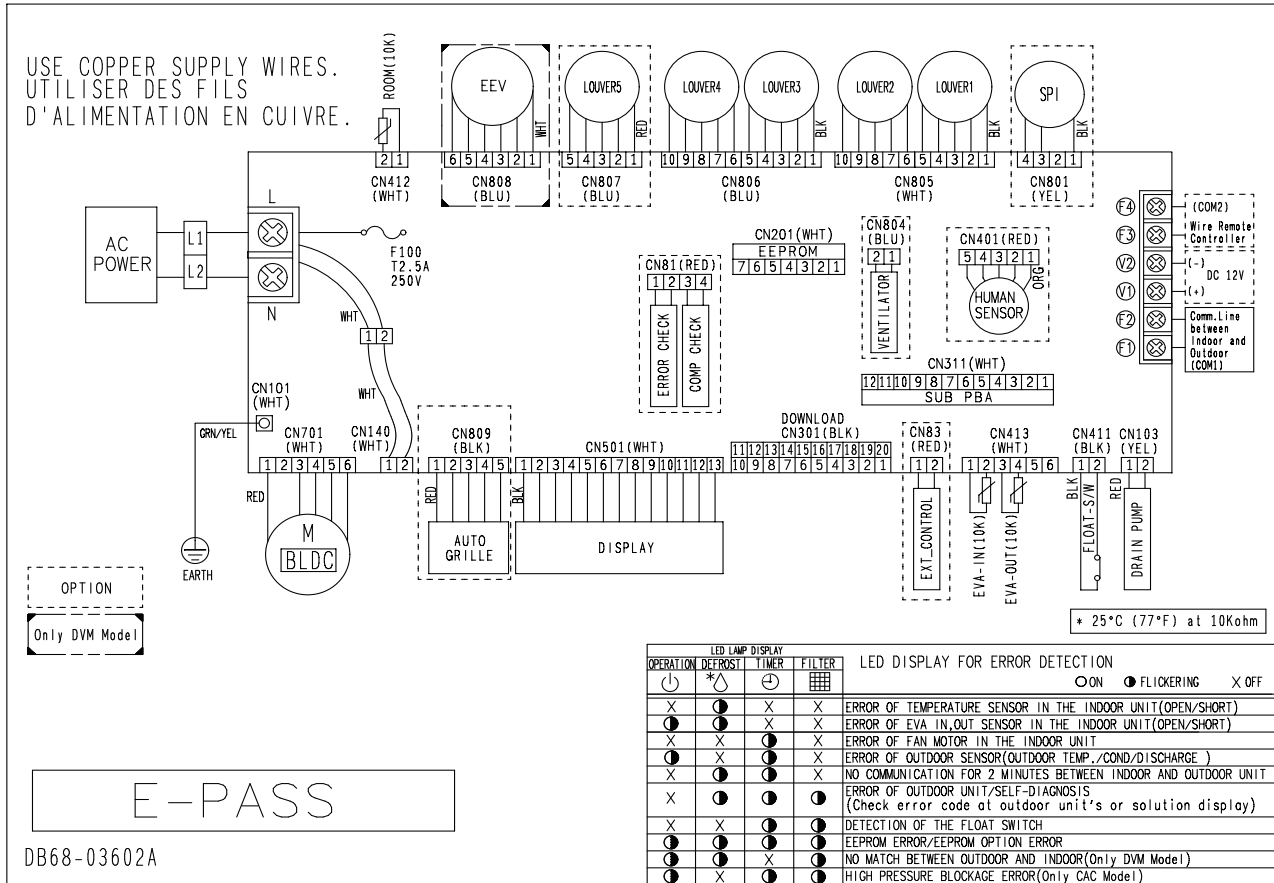 USE COPPER SUPPLY WIRES.
UTILISER DES FILS
D'ALIMENTATION EN CUIVRE.
ROOM(10K)
EEV
LOUVER5
LOUVER4
LOUVER3
LOUVER2
LOUVER1
SPI
WHT
RED
BLK
BLK
BLK
2 1
6 5 4 3 2 1
5 4 3 2 1
10 9 8 7 6 5 4 3 2 1
10 9 8 7 6 5 4 3 2 1
4 3 2 1
CN412
(WHT)
CN808
(BLU)
CN807
(BLU)
CN806
(BLU)
CN805
(WHT)
CN801
(YEL)
AC
POWER
L1
L2
L
N
F100
T2.5A
250V
WHT
1 2
WHT
CN201(WHT)
EEPROM
7 6 5 4 3 2 1
CN81(RED)
1 2 3 4
ERROR CHECK
COMP CHECK
CN804
(BLU)
2 1
VENTILATOR
CN401(RED)
5 4 3 2 1
ORG
HUMAN
SENSOR
F4
F3
V2
V1
F2
F1
(COM2)
Wire Remote
Controller
(-)
DC 12V
(+)
Comm.Line
between
Indoor and
Outdoor
(COM1)
CN311(WHT)
12 11 10 9 8 7 6 5 4 3 2 1
SUB PBA
CN101
(WHT)
GRN/YEL
EARTH
CN701
(WHT)
1 2 3 4 5 6
RED
M
BLDC
CN140
(WHT)
1 2
CN809
(BLK)
1 2 3 4 5
RED
AUTO
GRILLE
CN501(WHT)
1 2 3 4 5 6 7 8 9 10 11 12 13
BLK
DISPLAY
DOWNLOAD
CN301(BLK)
11 12 13 14 15 16 17 18 19 20
10 9 8 7 6 5 4 3 2 1
CN83
(RED)
1 2
EXT_CONTROL
CN413
(WHT)
1 2 3 4 5 6
EVA-IN(10K)
EVA-OUT(10K)
CN411
(BLK)
1 2
BLK
FLOAT-S/W
CN103
(YEL)
1 2
RED
DRAIN PUMP
OPTION
Only DVM Model
* 25°C (77°F) at 10Kohm
LED LAMP DISPLAY
OPERATION DEFROST TIMER FILTER
LED DISPLAY FOR ERROR DETECTION
○ ON ◑ FLICKERING X OFF
X ◑ X X ERROR OF TEMPERATURE SENSOR IN THE INDOOR UNIT(OPEN/SHORT)
◑ ◑ X X ERROR OF EVA IN,OUT SENSOR IN THE INDOOR UNIT(OPEN/SHORT)
X X ◑ X ERROR OF FAN MOTOR IN THE INDOOR UNIT
◑ X ◑ X ERROR OF OUTDOOR SENSOR(OUTDOOR TEMP./COND/DISCHARGE )
X ◑ ◑ X NO COMMUNICATION FOR 2 MINUTES BETWEEN INDOOR AND OUTDOOR UNIT
X ◑ ◑ ◑ ERROR OF OUTDOOR UNIT/SELF-DIAGNOSIS
(Check error code at outdoor unit's or solution display)
X X ◑ ◑ DETECTION OF THE FLOAT SWITCH
◑ ◑ ◑ ◑ EEPROM ERROR/EEPROM OPTION ERROR
◑ ◑ X ◑ NO MATCH BETWEEN OUTDOOR AND INDOOR(Only DVM Model)
◑ X ◑ ◑ HIGH PRESSURE BLOCKAGE ERROR(Only CAC Model)
E-PASS
DB68-03602A